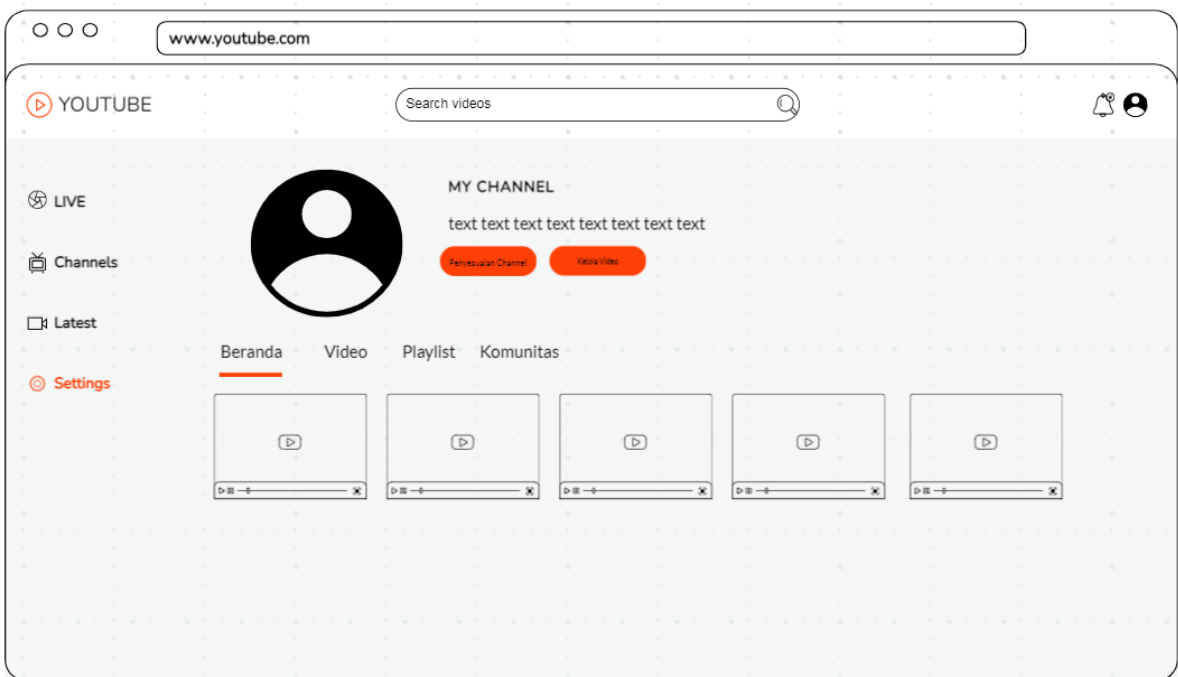 www.youtube.com
YOUTUBE
Search videos
LIVE
Channels
Latest
Settings
MY CHANNEL
text text text text text text text text
Penyesuaian Channel
Kelola Video
Beranda Video Playlist Komunitas